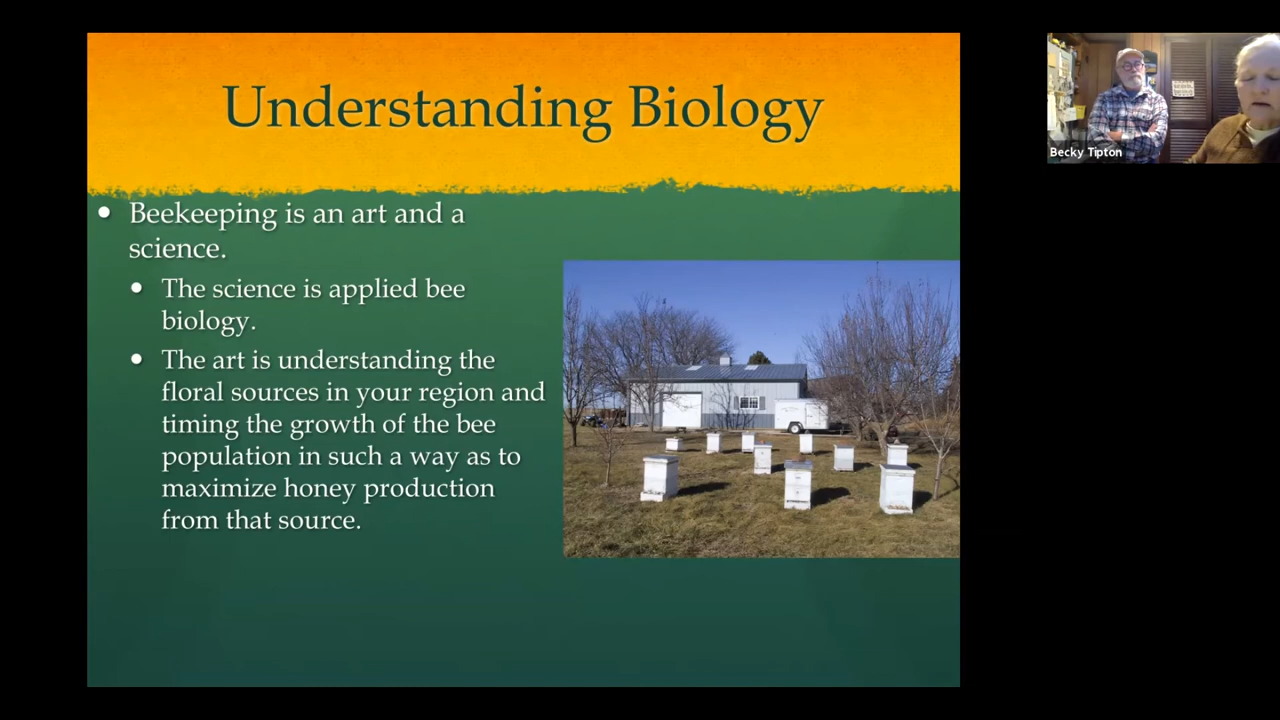 Understanding Biology
Beekeeping is an art and a
science.
The science is applied bee
biology.
The art is understanding the
floral sources in your region and
timing the growth of the bee
population in such a way as to
maximize honey production
from that source.
Becky Tipton